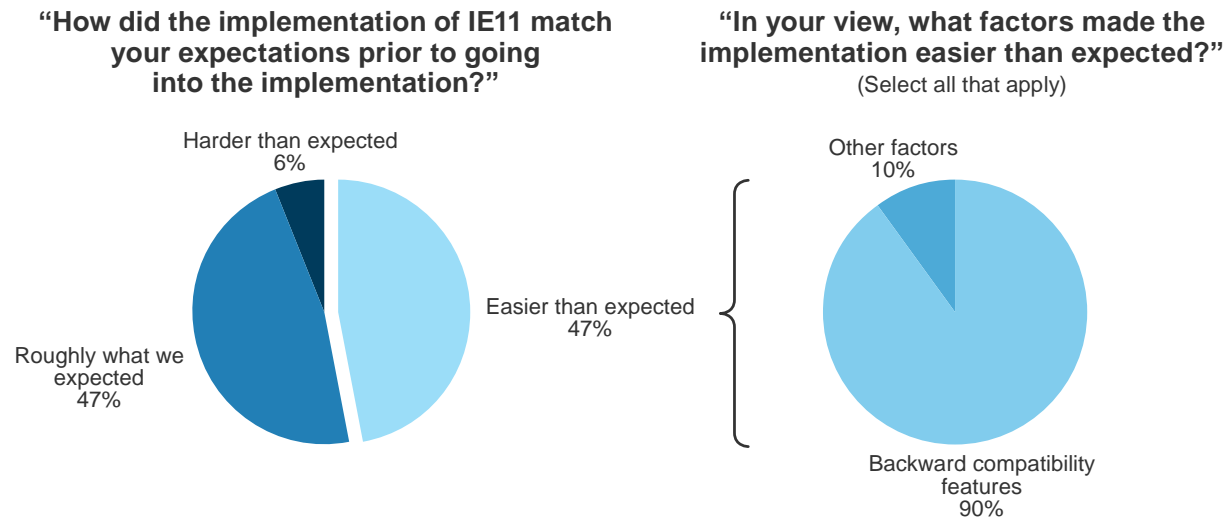 “How did the implementation of IE11 match
your expectations prior to going
into the implementation?”
Harder than expected
6%
Easier than expected
47%
Roughly what we
expected
47%
“In your view, what factors made the
implementation easier than expected?”
(Select all that apply)
Other factors
10%
Backward compatibility
features
90%